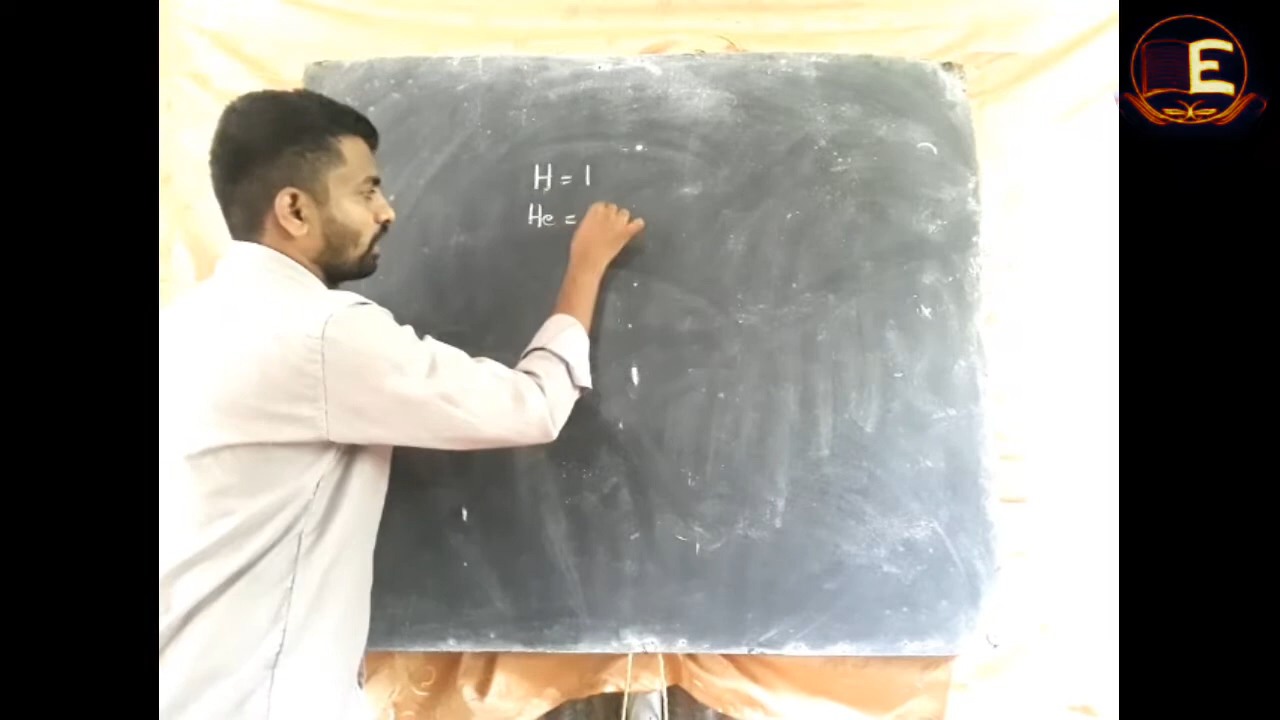 H = 1
He =
E